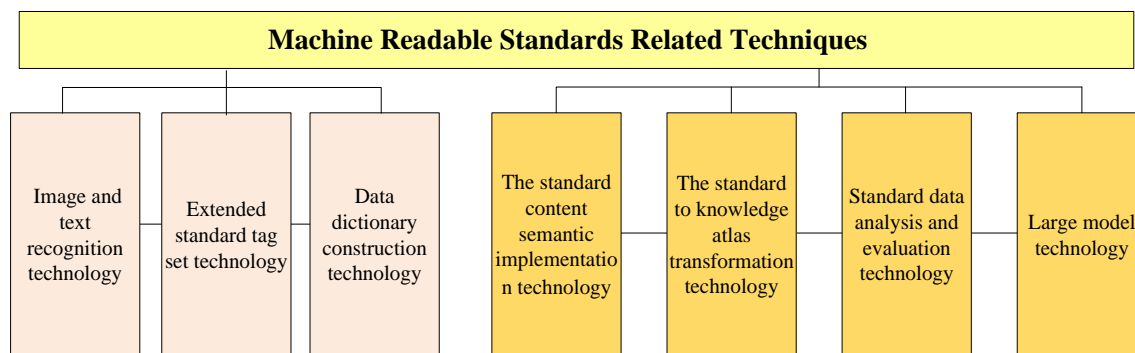 Machine Readable Standards Related Techniques
Image and
text
recognition
technology
Extended
standard tag
set technology
Data
dictionary
construction
technology
The standard
content
semantic
implementatio
n technology
The standard
to knowledge
atlas
transformation
technology
Standard data
analysis and
evaluation
technology
Large model
technology